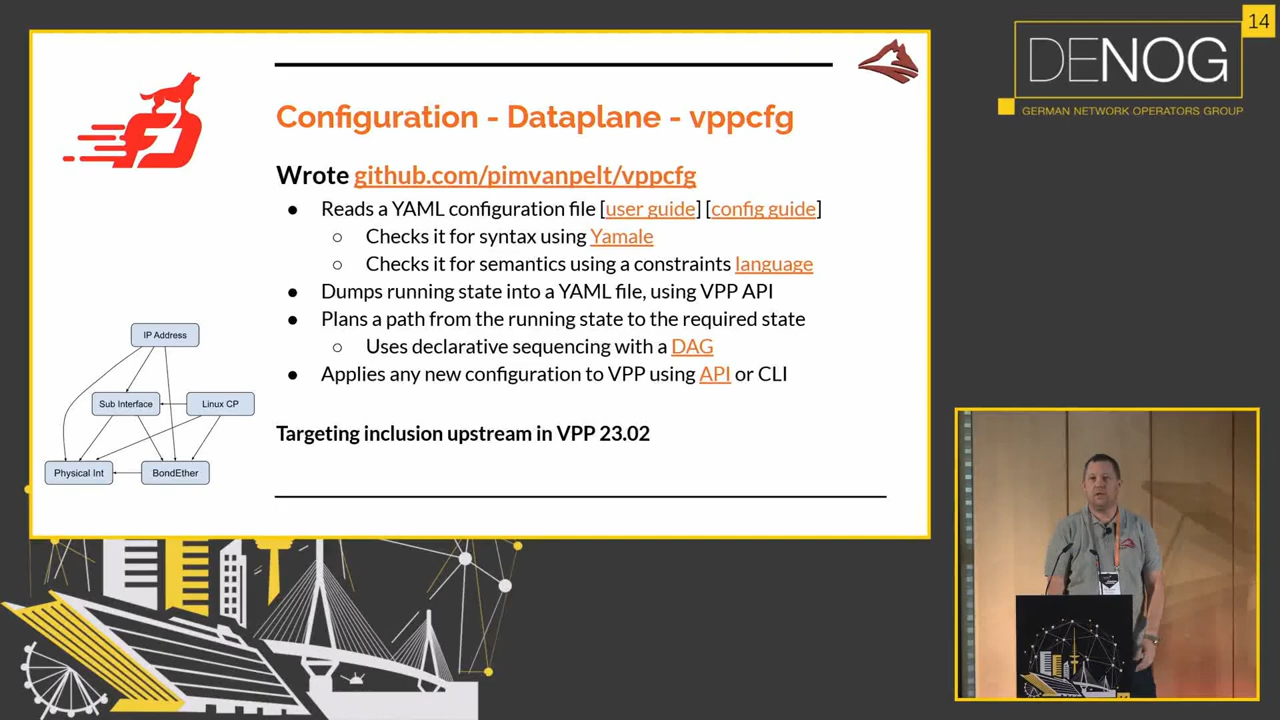 14
DENOG
GERMAN NETWORK OPERATORS GROUP
Configuration - Dataplane - vppcfg
Wrote github.com/pimvanpelt/vppcfg
● Reads a YAML configuration file [user guide] [config guide]
○ Checks it for syntax using Yamale
○ Checks it for semantics using a constraints language
● Dumps running state into a YAML file, using VPP API
● Plans a path from the running state to the required state
○ Uses declarative sequencing with a DAG
● Applies any new configuration to VPP using API or CLI
Targeting inclusion upstream in VPP 23.02
IP Address
Sub Interface
Linux CP
Physical Int
BondEther